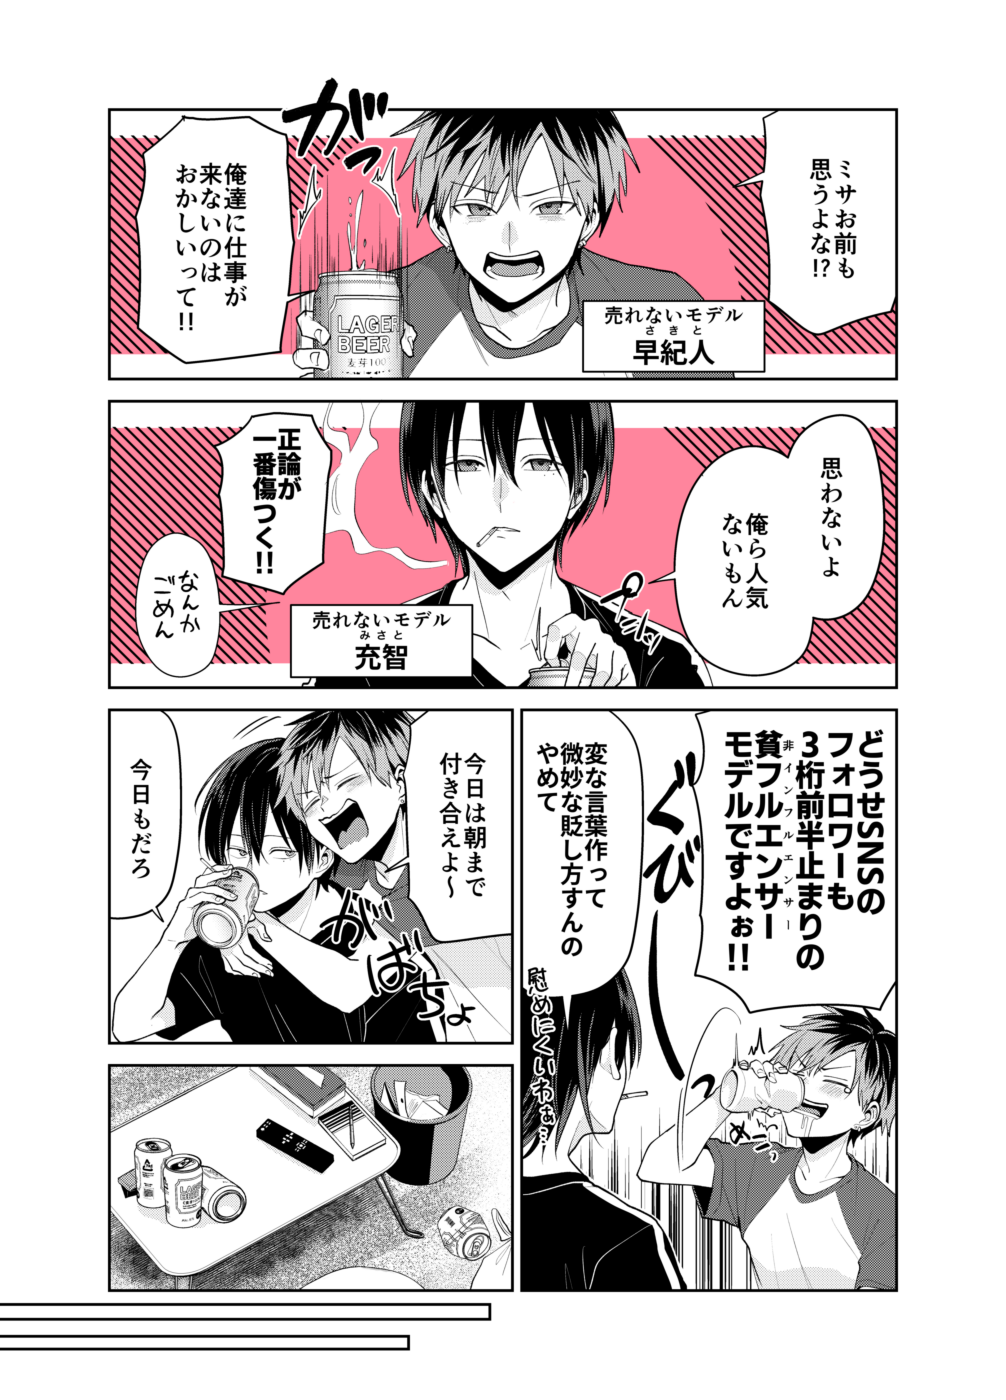 ミサお前も
思うよな!?
ガッ
俺達に仕事が
来ないのは
おかしいって!!
LAGER
BEER
麦芽100
売れないモデル
さきと
早紀人
思わないよ
俺ら人気
ないもん
正論が
一番傷つく!!
なんか
ごめん
売れないモデル
みさと
充智
どうせSNSの
フォロワーも
3桁前半止まりの
非インフルエンサー
貧フルエンサー
モデルですよぉ!!
ぐびっ
変な言葉作って
微妙な貶し方すんの
やめて
慰めにくいわぁ…
今日は朝まで
付き合えよ~
がばちょ
今日もだろ
LAGER
BEER